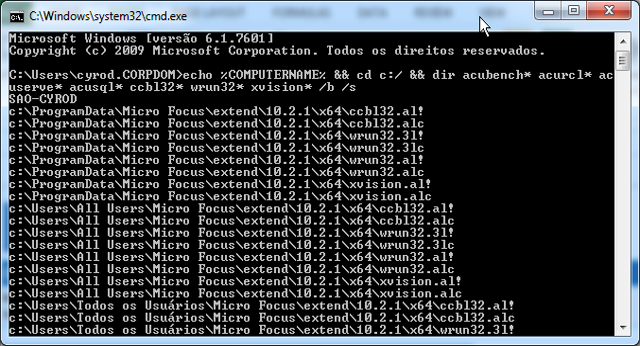 C:\Windows\system32\cmd.exe
Microsoft Windows [versão 6.1.7601]
Copyright (c) 2009 Microsoft Corporation. Todos os direitos reservados.
C:\Users\cyrod.CORPDOM>echo %COMPUTERNAME% && cd c:/ && dir acubench* acurcl* ac
userve* acusql* ccbl32* wrun32* xvision* /b /s
SAO-CYROD
c:\ProgramData\Micro Focus\extend\10.2.1\x64\ccbl32.al!
c:\ProgramData\Micro Focus\extend\10.2.1\x64\ccbl32.alc
c:\ProgramData\Micro Focus\extend\10.2.1\x64\wrun32.3l!
c:\ProgramData\Micro Focus\extend\10.2.1\x64\wrun32.3lc
c:\ProgramData\Micro Focus\extend\10.2.1\x64\wrun32.al!
c:\ProgramData\Micro Focus\extend\10.2.1\x64\wrun32.alc
c:\ProgramData\Micro Focus\extend\10.2.1\x64\xvision.al!
c:\ProgramData\Micro Focus\extend\10.2.1\x64\xvision.alc
c:\Users\All Users\Micro Focus\extend\10.2.1\x64\ccbl32.al!
c:\Users\All Users\Micro Focus\extend\10.2.1\x64\ccbl32.alc
c:\Users\All Users\Micro Focus\extend\10.2.1\x64\wrun32.3l!
c:\Users\All Users\Micro Focus\extend\10.2.1\x64\wrun32.3lc
c:\Users\All Users\Micro Focus\extend\10.2.1\x64\wrun32.al!
c:\Users\All Users\Micro Focus\extend\10.2.1\x64\wrun32.alc
c:\Users\All Users\Micro Focus\extend\10.2.1\x64\xvision.al!
c:\Users\All Users\Micro Focus\extend\10.2.1\x64\xvision.alc
c:\Users\Todos os Usuários\Micro Focus\extend\10.2.1\x64\ccbl32.al!
c:\Users\Todos os Usuários\Micro Focus\extend\10.2.1\x64\ccbl32.alc
c:\Users\Todos os Usuários\Micro Focus\extend\10.2.1\x64\wrun32.3l!